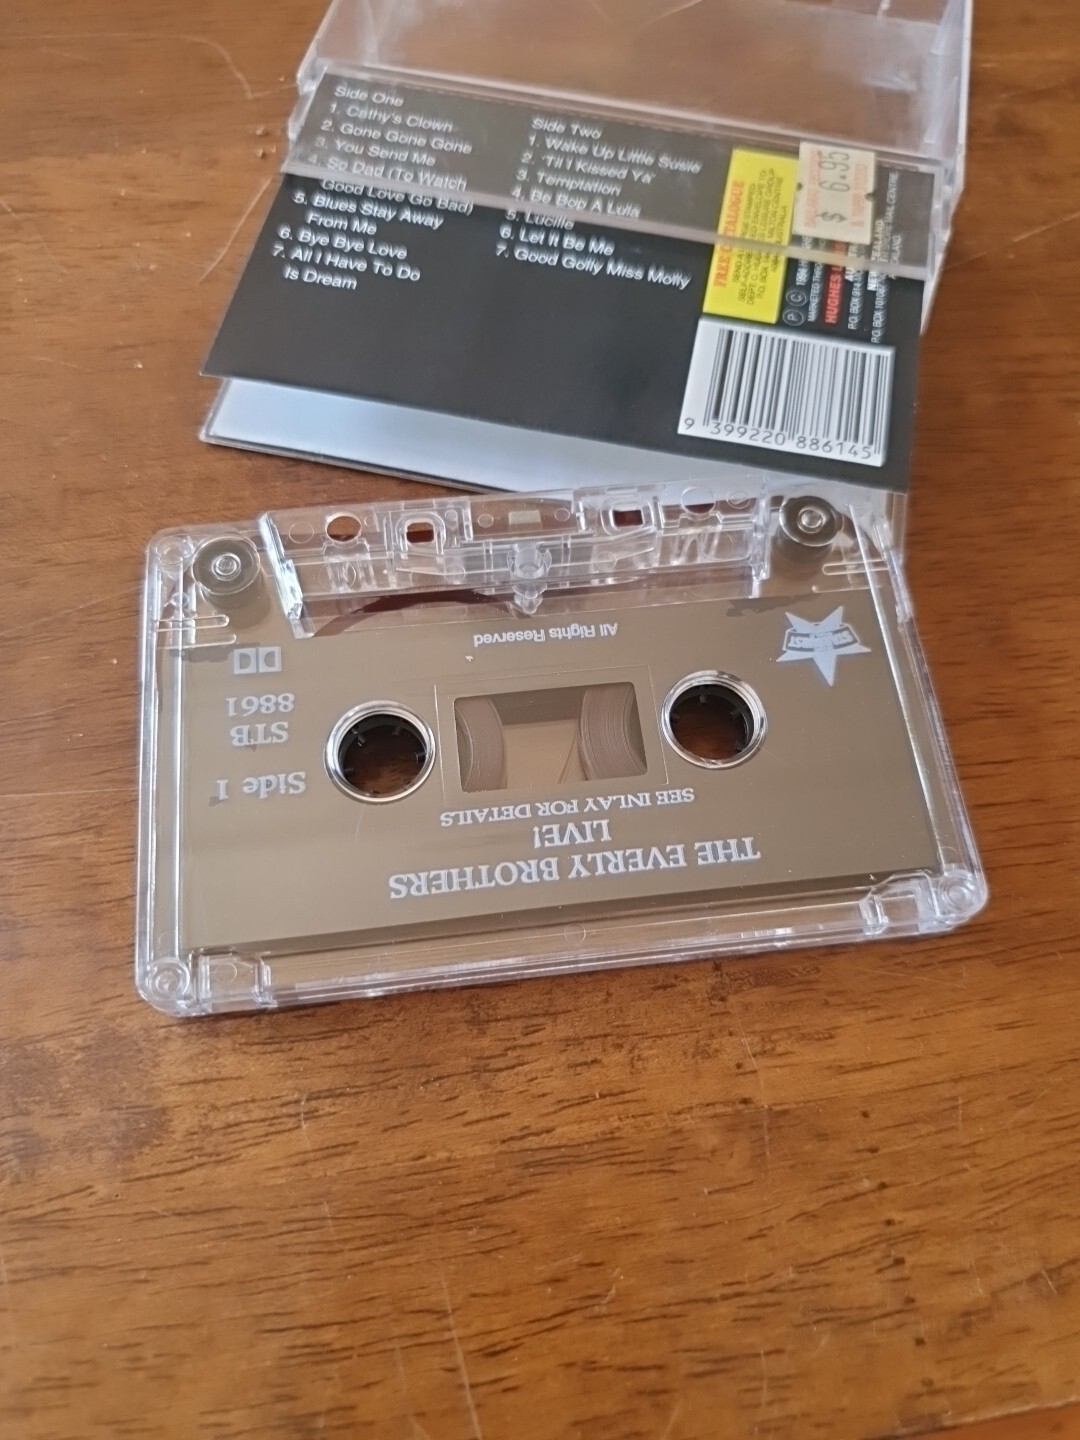 Side One
1. Cathy's Clown
2. Gone Gone Gone
3. You Send Me
4. So Dad (To Watch
Good Love Go Bad)
5. Blues Stay Away
From Me
6. Bye Bye Love
7. All I Have To Do
Is Dream
Side Two
1. Wake Up Little Susie
2. 'Til I Kissed Ya'
3. Temptation
4. Be Bop A Lula
5. Lucille
6. Let It Be Me
7. Good Golly Miss Molly
$ 6.95
HUGHES
NEW ZEALAND
9 399220 886145
All Rights Reserved
STB
8861
Side 1
SEE INLAY FOR DETAILS
LIVE!
THE EVERLY BROTHERS